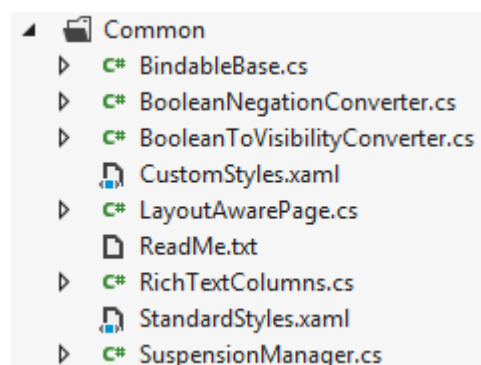 Common
C# BindableBase.cs
C# BooleanNegationConverter.cs
C# BooleanToVisibilityConverter.cs
CustomStyles.xaml
C# LayoutAwarePage.cs
ReadMe.txt
C# RichTextColumns.cs
StandardStyles.xaml
C# SuspensionManager.cs